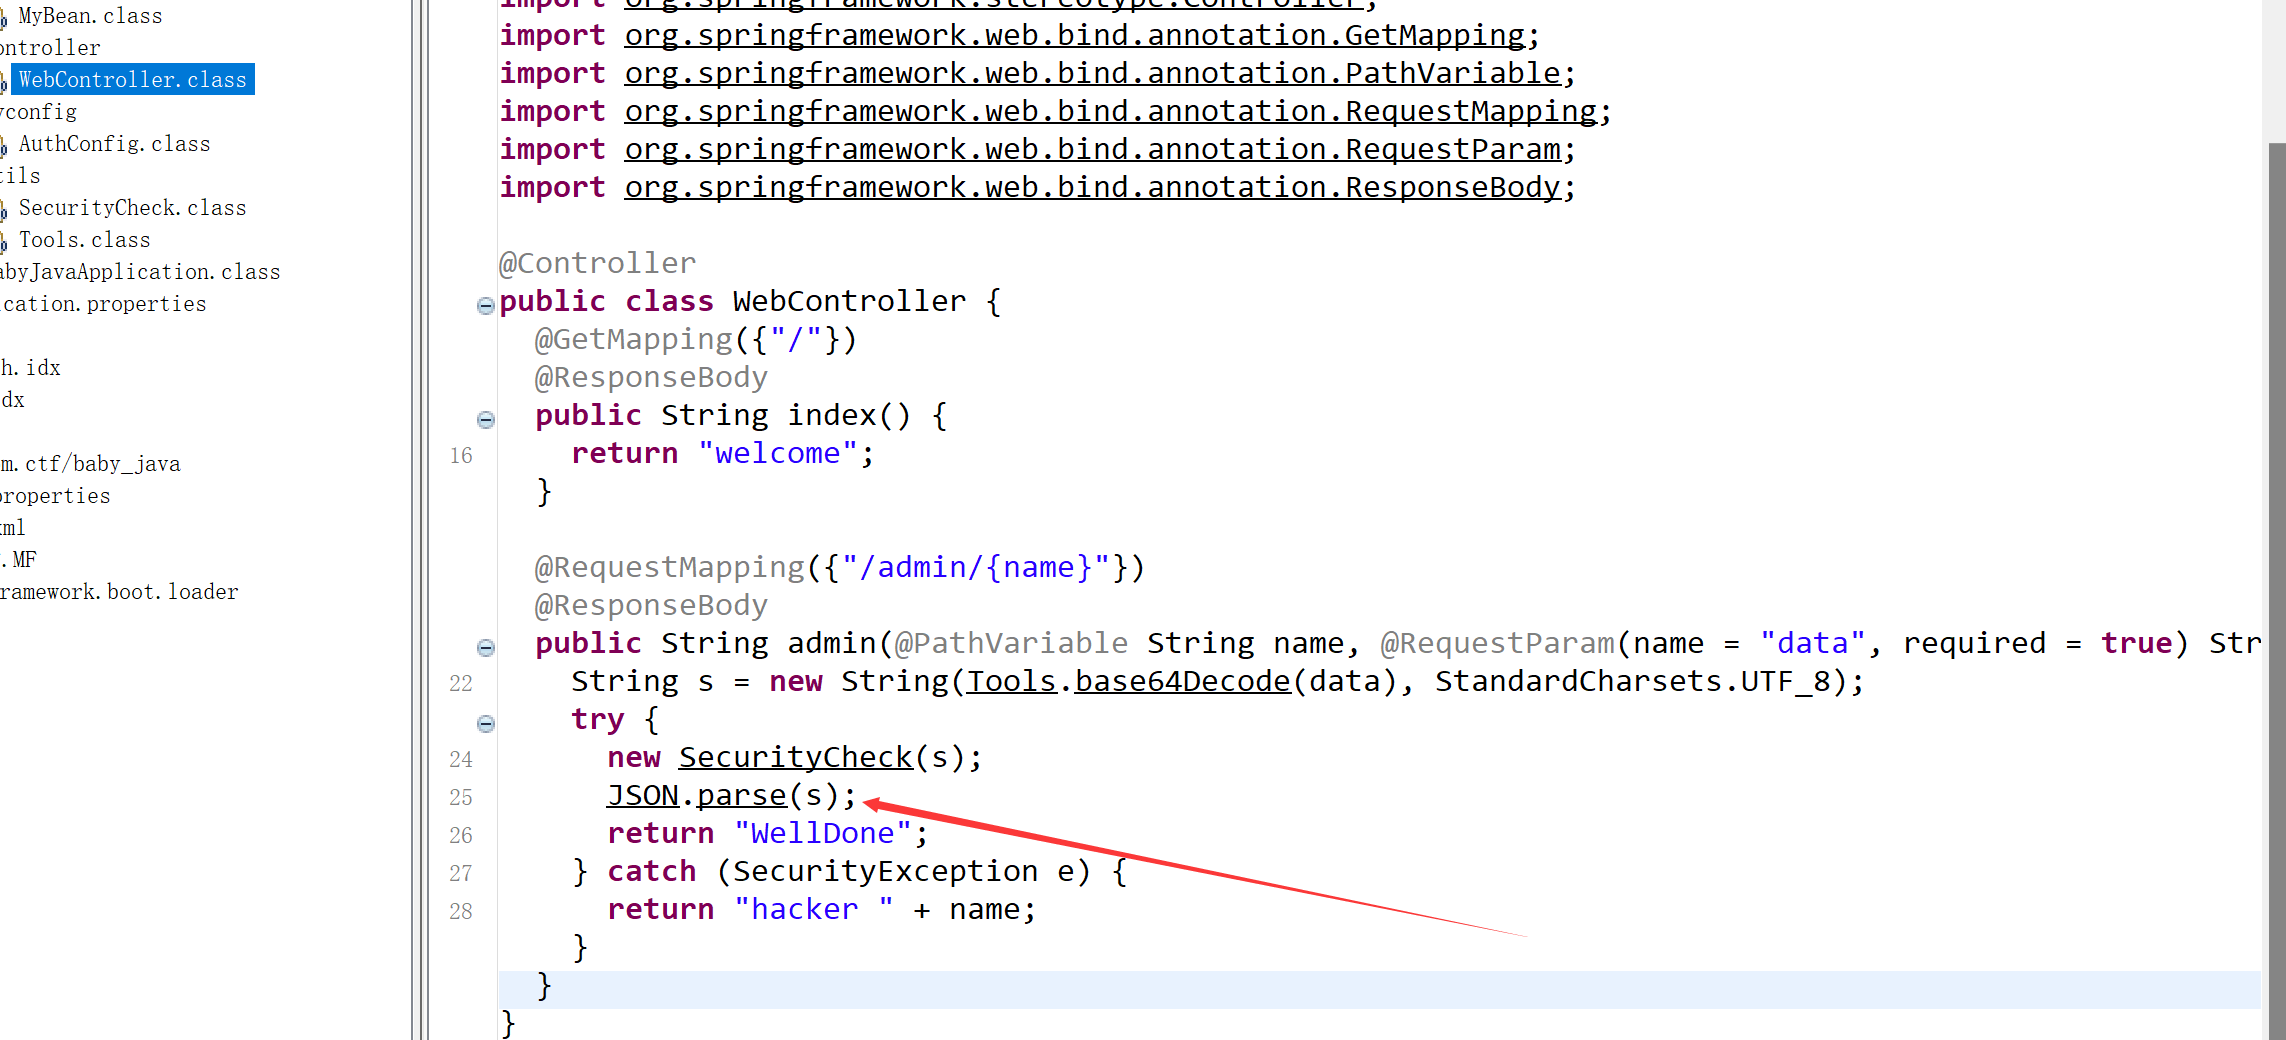 MyBean.class
ontroller
WebController.class
yconfig
AuthConfig.class
tils
SecurityCheck.class
Tools.class
abyJavaApplication.class
ication.properties
h.idx
dx
m.ctf/baby_java
properties
xml
.MF
ramework.boot.loader
import org.springframework.stereotype.Controller;
import org.springframework.web.bind.annotation.GetMapping;
import org.springframework.web.bind.annotation.PathVariable;
import org.springframework.web.bind.annotation.RequestMapping;
import org.springframework.web.bind.annotation.RequestParam;
import org.springframework.web.bind.annotation.ResponseBody;
@Controller
public class WebController {
@GetMapping({"/"})
@ResponseBody
public String index() {
16 return "welcome";
}
@RequestMapping({"/admin/{name}"})
@ResponseBody
public String admin(@PathVariable String name, @RequestParam(name = "data", required = true) Str
22 String s = new String(Tools.base64Decode(data), StandardCharsets.UTF_8);
try {
24 new SecurityCheck(s);
25 JSON.parse(s);
26 return "WellDone";
27 } catch (SecurityException e) {
28 return "hacker " + name;
}
}
}